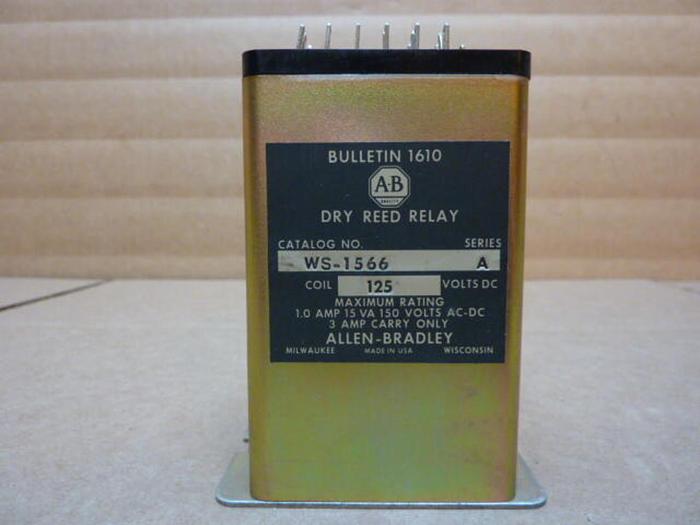 BULLETIN 1610
A-B
QUALITY
DRY REED RELAY
CATALOG NO. SERIES
WS-1566 A
COIL 125 VOLTS DC
MAXIMUM RATING
1.0 AMP 15 VA 150 VOLTS AC-DC
3 AMP CARRY ONLY
ALLEN-BRADLEY
MILWAUKEE MADE IN USA WISCONSIN